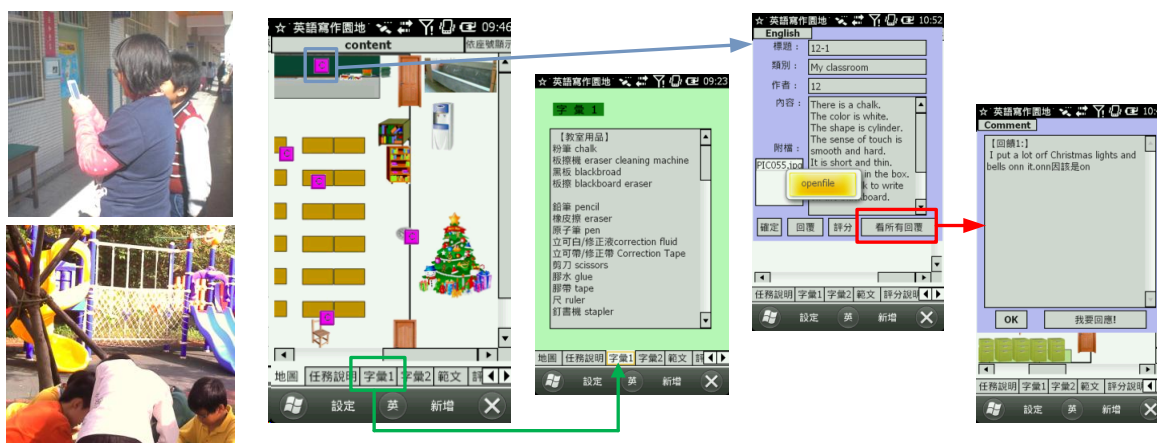 ☆ 英語寫作園地 09:46
content 依座號顯示
地圖 任務說明 字彙1 字彙2 範文 評
設定 英 新增
☆ 英語寫作園地 09:23
字 彙 1
【教室用品】
粉筆 chalk
板擦機 eraser cleaning machine
黑板 blackbroad
板擦 blackboard eraser
鉛筆 pencil
橡皮擦 eraser
原子筆 pen
立可白/修正液correction fluid
立可帶/修正帶 Correction Tape
剪刀 scissors
膠水 glue
膠帶 tape
尺 ruler
釘書機 stapler
地圖 任務說明 字彙1 字彙2 範文 評
設定 英 新增
☆ 英語寫作園地 10:52
English
標題： 12-1
類別： My classroom
作者： 12
內容： There is a chalk.
The color is white.
The shape is cylinder.
The sense of touch is
附檔： smooth and hard.
PIC055.jpg It is short and thin.
in the box.
openfile k to write
board.
確定 回覆 評分 看所有回覆
任務說明 字彙1 字彙2 範文 評分說明
設定 英 新增
☆ 英語寫作園地 10:
Comment
【回饋1:】
I put a lot orf Christmas lights and
bells onn it.onn因該是on
OK 我要回應!
任務說明 字彙1 字彙2 範文 評分說明
設定 英 新增